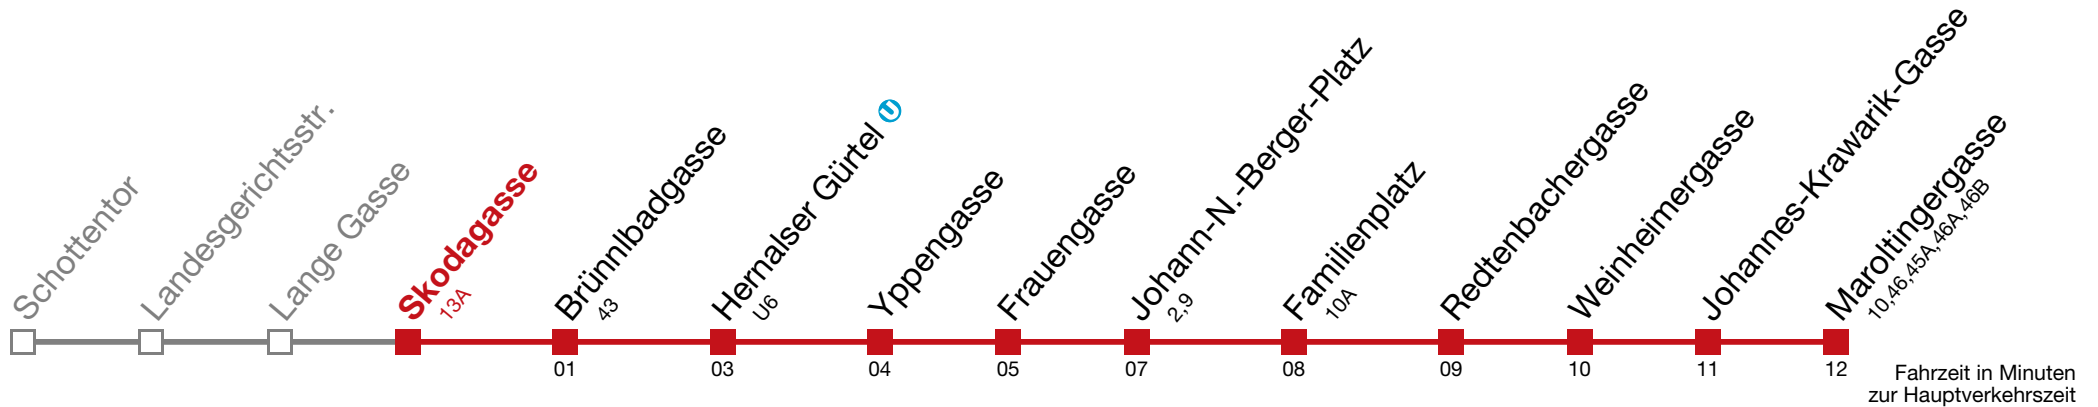 Schottentor
Landesgerichtsstr.
Lange Gasse
Skodagasse
13A
Brünnlbadgasse
43
Hernalser Gürtel U
U6
Yppengasse
Frauengasse
Johann-N.-Berger-Platz
2,9
Familienplatz
10A
Redtenbachergasse
Weinheimergasse
Johannes-Krawarik-Gasse
Maroltingergasse
10,46,45A,46A,46B
01 03 04 05 07 08 09 10 11 12
Fahrzeit in Minuten
zur Hauptverkehrszeit